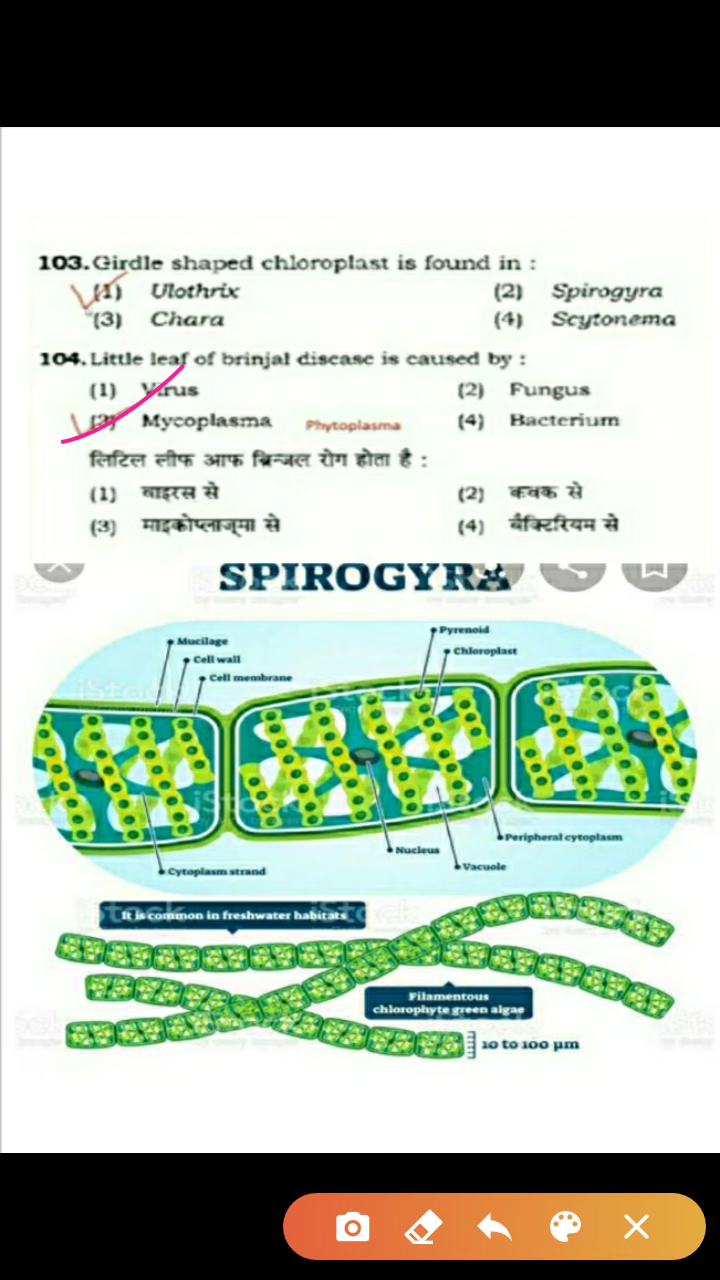 103. Girdle shaped chloroplast is found in :
(1) Ulothrix (2) Spirogyra
(3) Chara (4) Scytonema
104. Little leaf of brinjal disease is caused by :
(1) Virus (2) Fungus
(3) Mycoplasma Phytoplasma (4) Bacterium
लिटिल लीफ आफ ब्रिन्जल रोग होता है :
(1) वाइरस से (2) कवक से
(3) माइकोप्लाज्मा से (4) बैक्टिरियम से
SPIROGYRA
Mucilage
Cell wall
Cell membrane
Pyrenoid
Chloroplast
iStock
Peripheral cytoplasm
Nucleus
Vacuole
Cytoplasm strand
It is common in freshwater habitats
Filamentous
chlorophyte green algae
10 to 100 µm